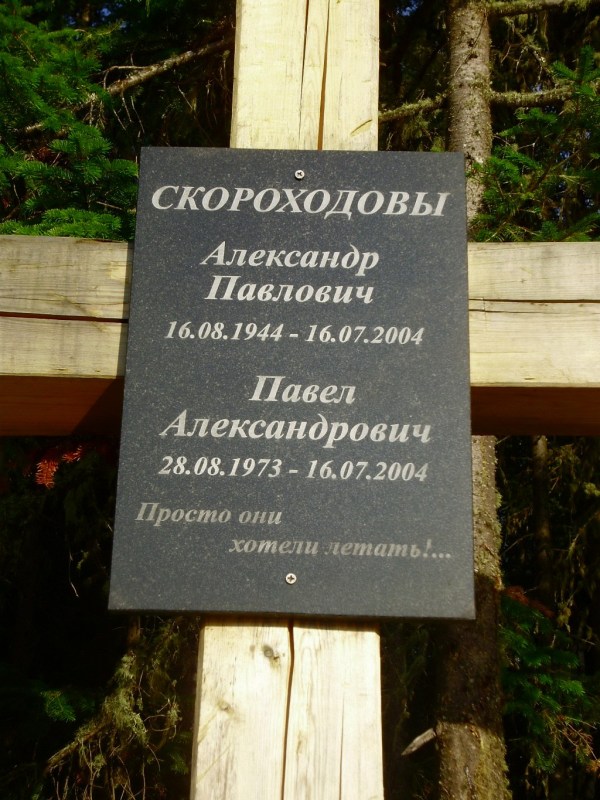 СКОРОХОДОВЫ
Александр
Павлович
16.08.1944 - 16.07.2004
Павел
Александрович
28.08.1973 - 16.07.2004
Просто они
хотели летать!...